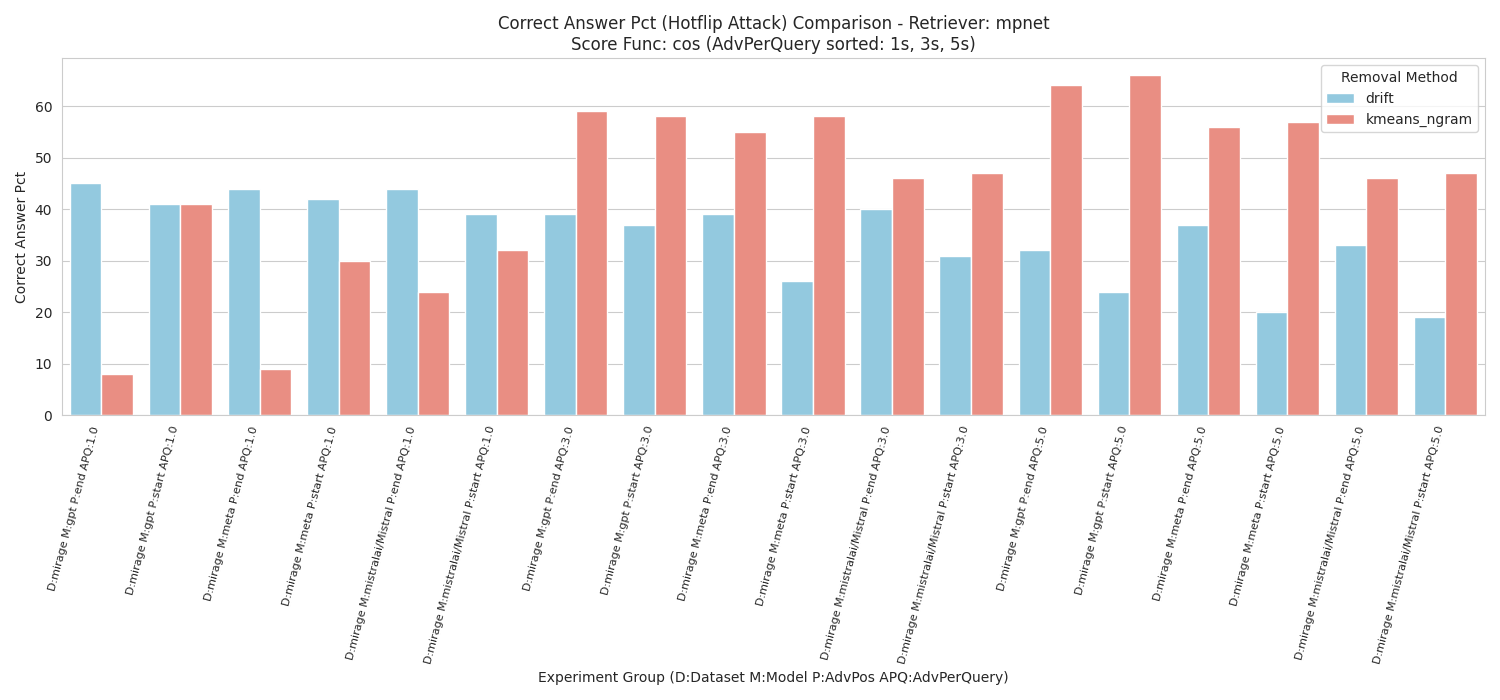 Correct Answer Pct (Hotflip Attack) Comparison - Retriever: mpnet
Score Func: cos (AdvPerQuery sorted: 1s, 3s, 5s)
Removal Method
drift
kmeans_ngram
Correct Answer Pct
60
50
40
30
20
10
0
D:mirage M:gpt P:end APQ:1.0
D:mirage M:gpt P:start APQ:1.0
D:mirage M:meta P:end APQ:1.0
D:mirage M:meta P:start APQ:1.0
D:mirage M:mistralai/Mistral P:end APQ:1.0
D:mirage M:mistralai/Mistral P:start APQ:1.0
D:mirage M:gpt P:end APQ:3.0
D:mirage M:gpt P:start APQ:3.0
D:mirage M:meta P:end APQ:3.0
D:mirage M:meta P:start APQ:3.0
D:mirage M:mistralai/Mistral P:end APQ:3.0
D:mirage M:mistralai/Mistral P:start APQ:3.0
D:mirage M:gpt P:end APQ:5.0
D:mirage M:gpt P:start APQ:5.0
D:mirage M:meta P:end APQ:5.0
D:mirage M:meta P:start APQ:5.0
D:mirage M:mistralai/Mistral P:end APQ:5.0
D:mirage M:mistralai/Mistral P:start APQ:5.0
Experiment Group (D:Dataset M:Model P:AdvPos APQ:AdvPerQuery)